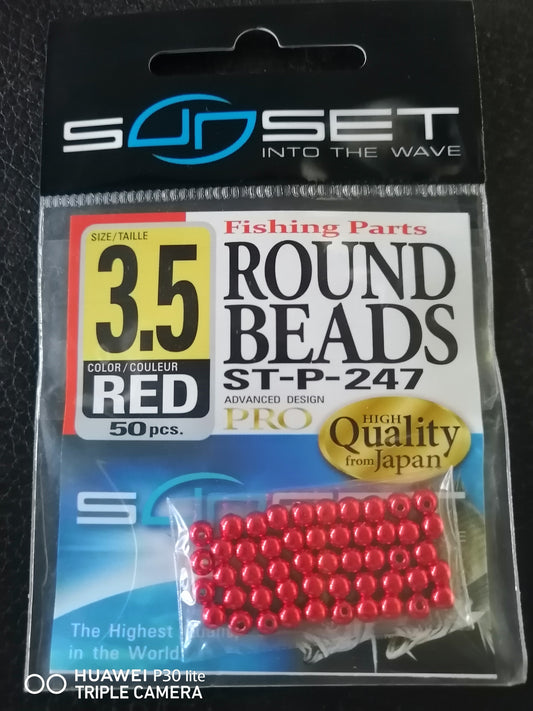 SUNSET
INTO THE WAVE
SIZE/TAILLE
3.5
COLOR/COULEUR
RED
50 pcs.
Fishing Parts
ROUND
BEADS
ST-P-247
ADVANCED DESIGN
PRO
HIGH
Quality
from Japan
SUNSET
The Highest
in the World
HUAWEI P30 lite
TRIPLE CAMERA